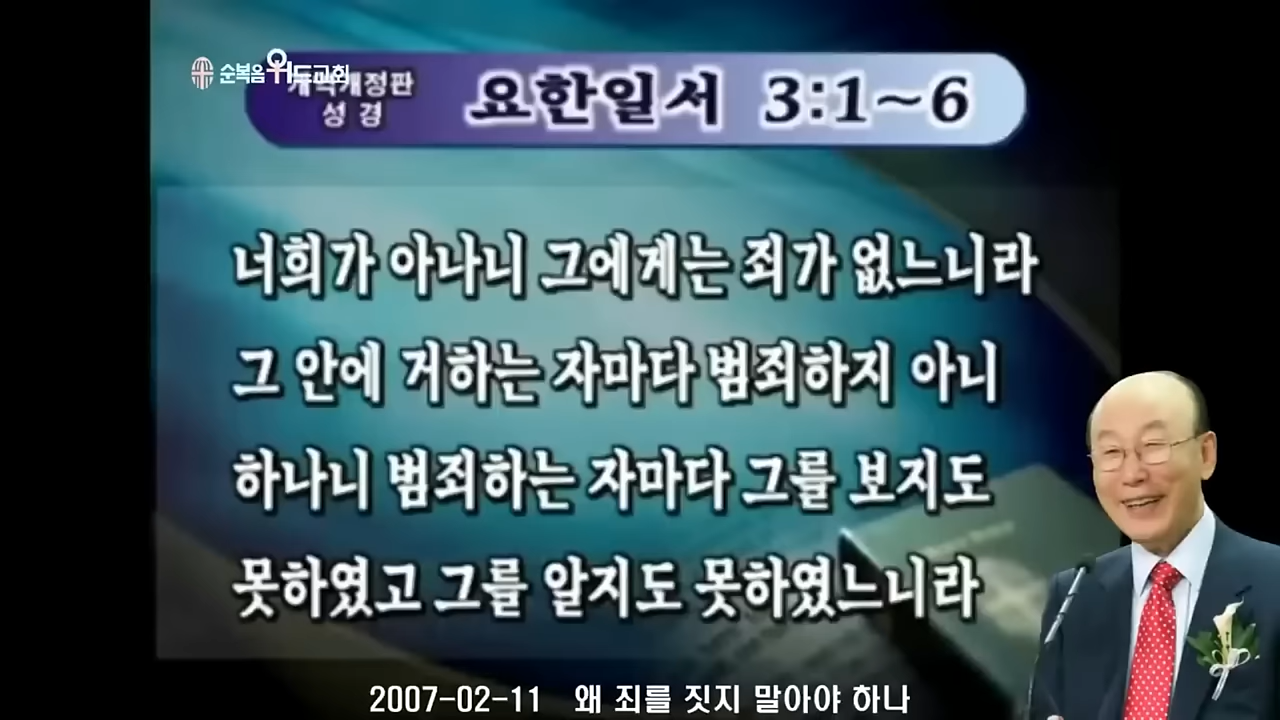 순복음위드교회
개역개정판
성경
요한일서 3:1~6
너희가 아나니 그에게는 죄가 없느니라
그 안에 거하는 자마다 범죄하지 아니
하나니 범죄하는 자마다 그를 보지도
못하였고 그를 알지도 못하였느니라
2007-02-11 왜 죄를 짓지 말아야 하나